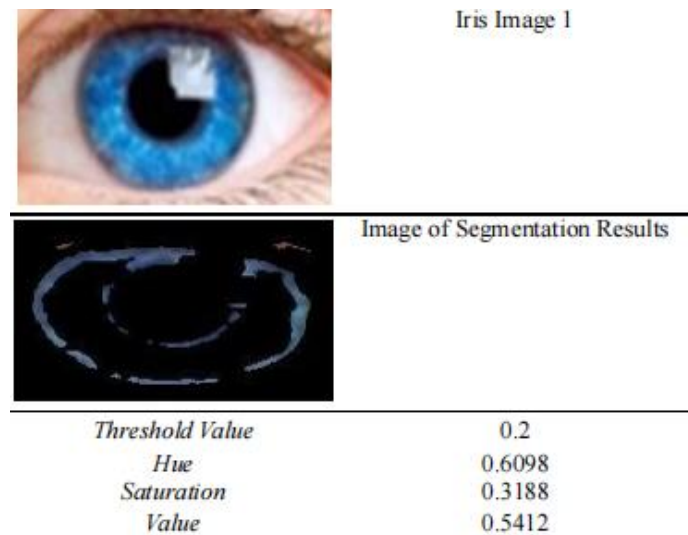 Iris Image 1
Image of Segmentation Results
Threshold Value 0.2
Hue 0.6098
Saturation 0.3188
Value 0.5412